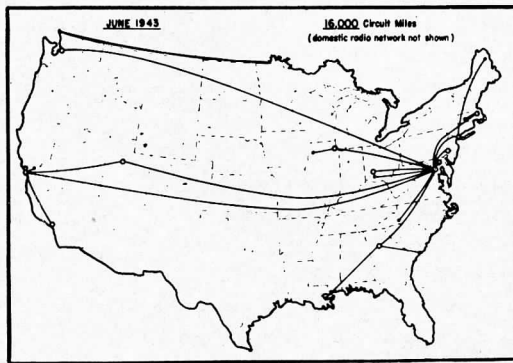 JUNE 1943
16,000 Circuit Miles
(domestic radio network not shown)